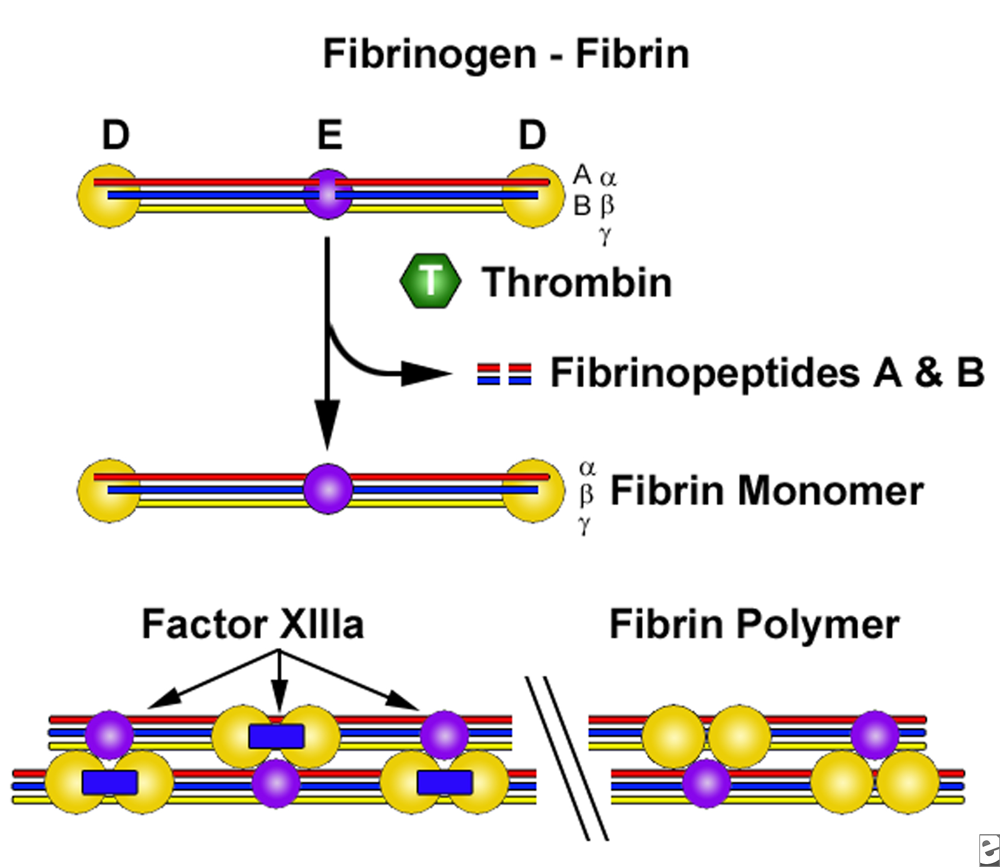 Fibrinogen - Fibrin
D E D
A α
B β
γ
T Thrombin
Fibrinopeptides A & B
α
β
γ
Fibrin Monomer
Factor XIIIa
Fibrin Polymer
e